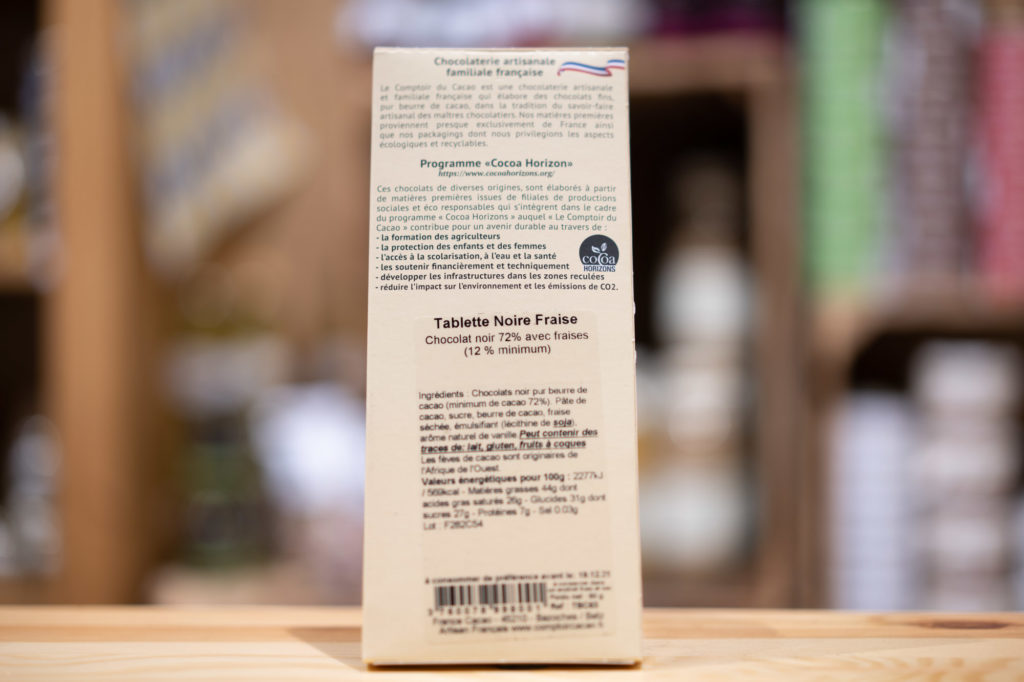 Chocolaterie artisanale
familiale française
Le Comptoir du Cacao est une chocolaterie artisanale
et familiale française qui élabore des chocolats fins,
pur beurre de cacao, dans la tradition du savoir-faire
artisanal des maîtres chocolatiers. Nos matières premières
proviennent presque exclusivement de France ainsi
que nos packagings dont nous privilegions les aspects
écologiques et recyclables.
Programme «Cocoa Horizon»
https://www.cocoahorizons.org/
Ces chocolats de diverses origines, sont élaborés à partir
de matières premières issues de filiales de productions
sociales et éco responsables qui s'intègrent dans le cadre
du programme « Cocoa Horizons » auquel « Le Comptoir du
Cacao » contribue pour un avenir durable au travers de :
- la formation des agriculteurs
- la protection des enfants et des femmes
- l'accès à la scolarisation, à l'eau et la santé
- les soutenir financièrement et techniquement
- développer les infrastructures dans les zones reculées
- réduire l'impact sur l'environnement et les émissions de CO2.
cocoa
HORIZONS
Tablette Noire Fraise
Chocolat noir 72% avec fraises
(12 % minimum)
Ingrédients : Chocolats noir pur beurre de
cacao (minimum de cacao 72%). Pâte de
cacao, sucre, beurre de cacao, fraise
séchée, émulsifiant (lécithine de soja),
arôme naturel de vanille Peut contenir des
traces de: lait, gluten, fruits à coques
Les fèves de cacao sont originaires de
l'Afrique de l'Ouest.
Valeurs énergétiques pour 100g : 2277kJ
/ 569kcal - Matières grasses 44g dont
acides gras saturés 26g - Glucides 31g dont
sucres 27g - Protéines 7g - Sel 0.03g
Lot : F282C54
à consommer de préférence avant le: 19.12.21
France Cacao - 45210 - Bazoches - Betz
Artisan Français www.comptoircacao.fr